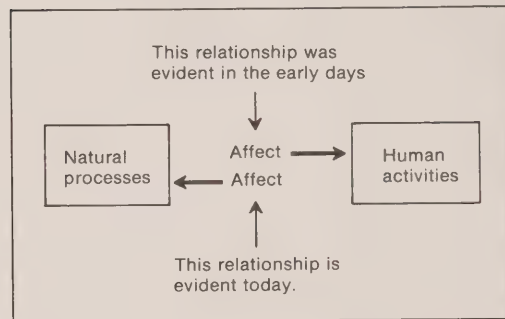 This relationship was
evident in the early days
Natural
processes
Affect
Affect
Human
activities
This relationship is
evident today.